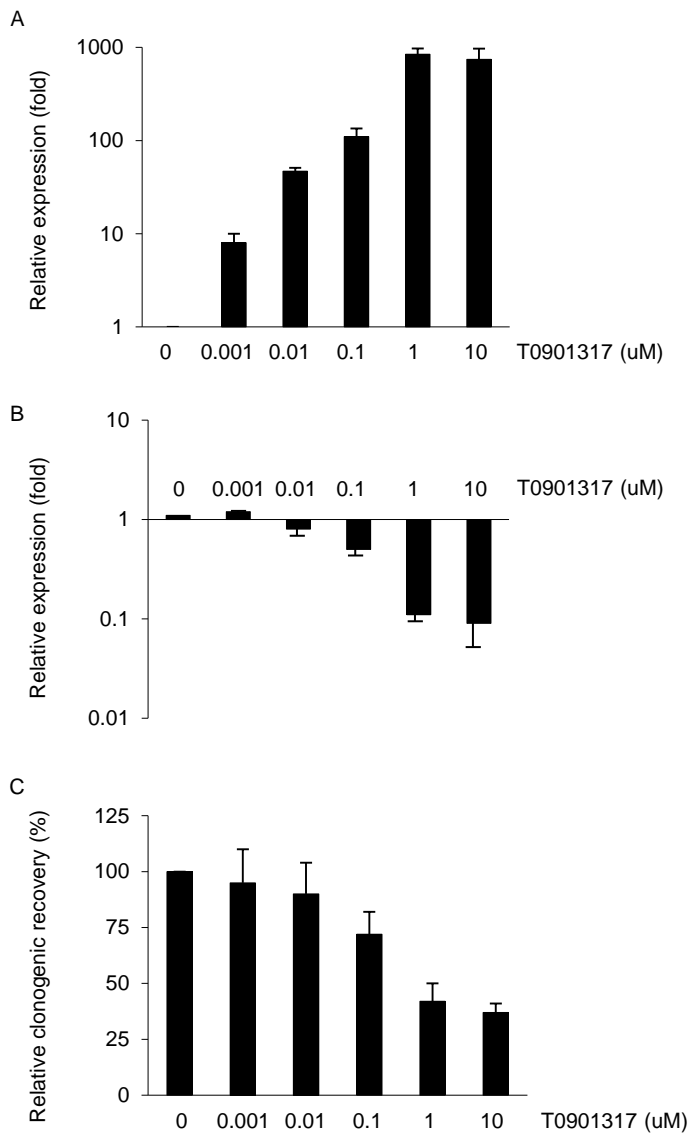 A
Relative expression (fold)
1000
100
10
1
0 0.001 0.01 0.1 1 10 T0901317 (uM)
B
Relative expression (fold)
10
0 0.001 0.01 0.1 1 10 T0901317 (uM)
1
0.1
0.01
C
Relative clonogenic recovery (%)
125
100
75
50
25
0
0 0.001 0.01 0.1 1 10 T0901317 (uM)